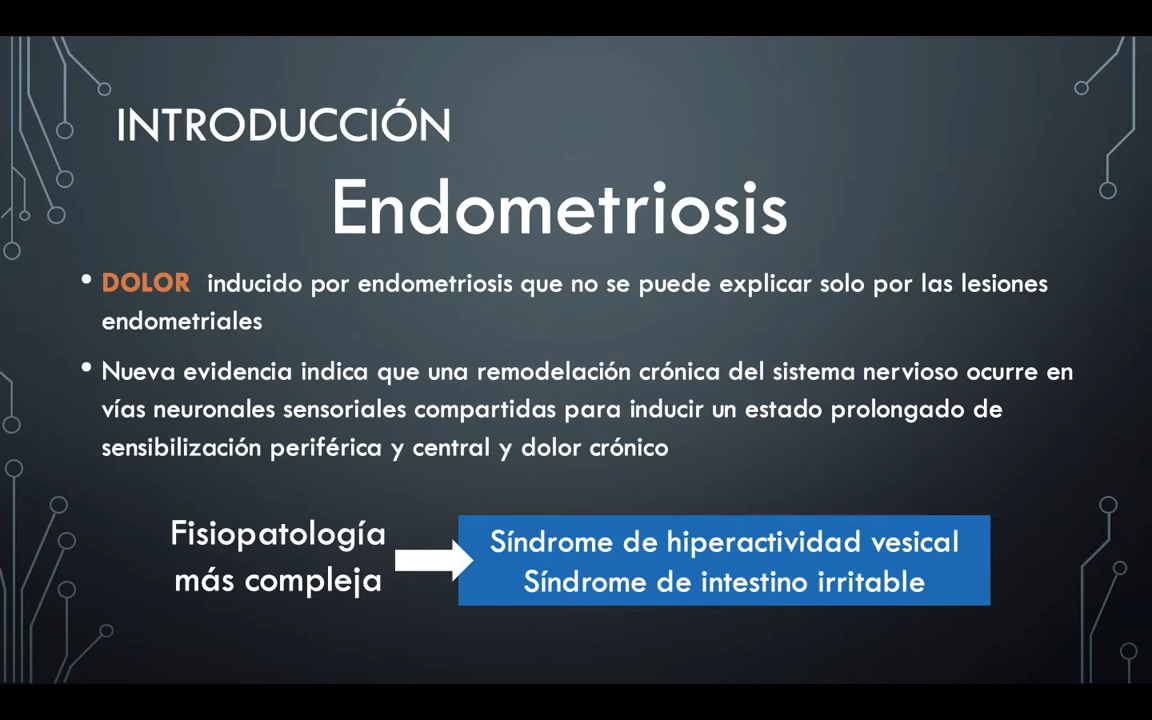 INTRODUCCIÓN
Endometriosis
• DOLOR inducido por endometriosis que no se puede explicar solo por las lesiones
endometriales
• Nueva evidencia indica que una remodelación crónica del sistema nervioso ocurre en
vías neuronales sensoriales compartidas para inducir un estado prolongado de
sensibilización periférica y central y dolor crónico
Fisiopatología
más compleja
Síndrome de hiperactividad vesical
Síndrome de intestino irritable